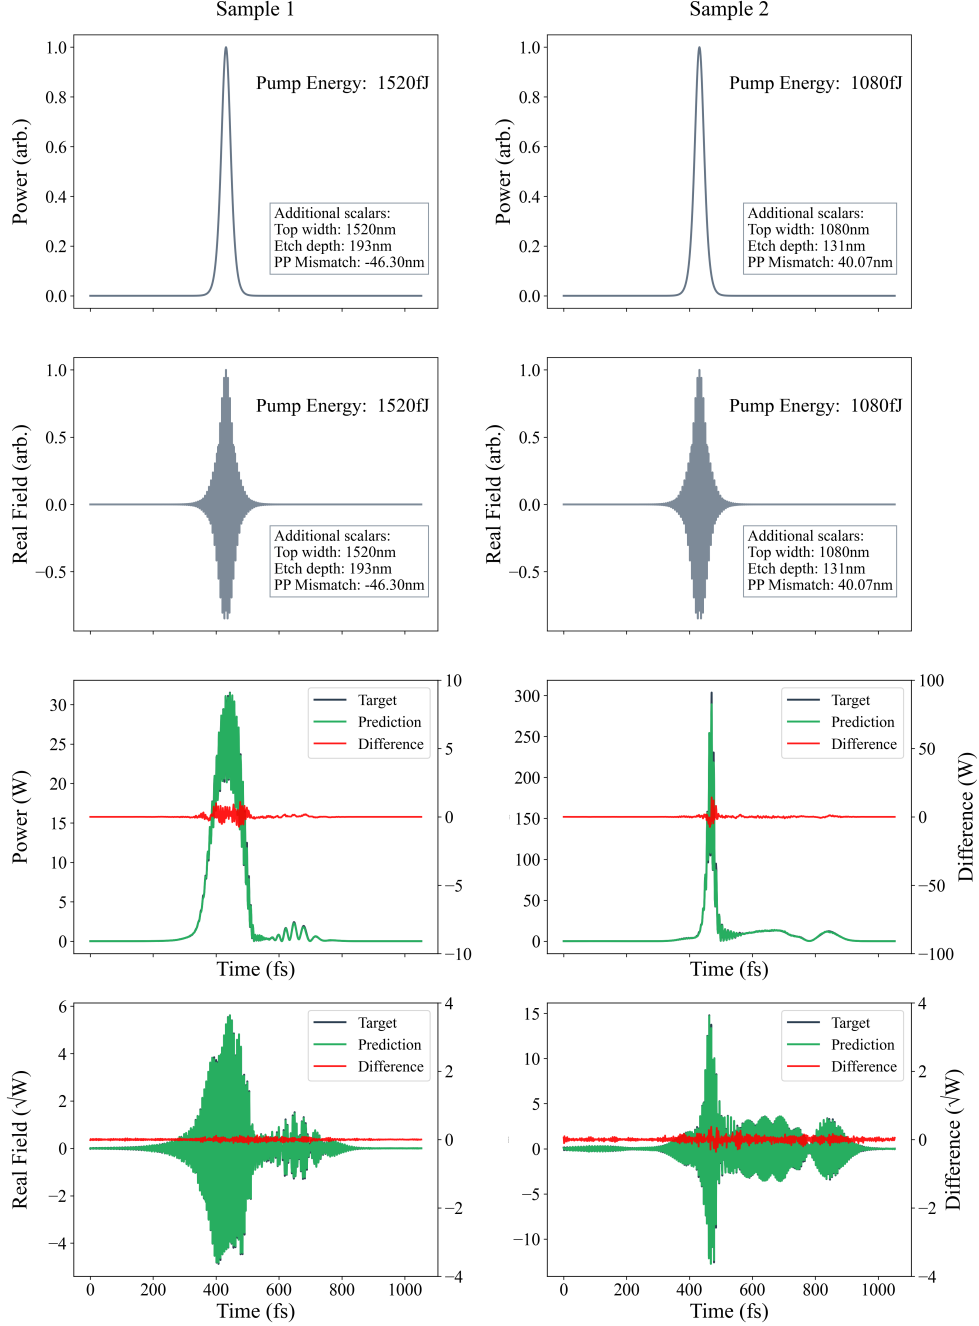 Sample 1
Sample 2
Power (arb.)
1.0
0.8
0.6
0.4
0.2
0.0
Pump Energy: 1520fJ
Additional scalars:
Top width: 1520nm
Etch depth: 193nm
PP Mismatch: -46.30nm
Power (arb.)
1.0
0.8
0.6
0.4
0.2
0.0
Pump Energy: 1080fJ
Additional scalars:
Top width: 1080nm
Etch depth: 131nm
PP Mismatch: 40.07nm
Real Field (arb.)
1.0
0.5
0.0
−0.5
Pump Energy: 1520fJ
Additional scalars:
Top width: 1520nm
Etch depth: 193nm
PP Mismatch: -46.30nm
Real Field (arb.)
1.0
0.5
0.0
−0.5
Pump Energy: 1080fJ
Additional scalars:
Top width: 1080nm
Etch depth: 131nm
PP Mismatch: 40.07nm
Power (W)
30
25
20
15
10
5
0
Target
Prediction
Difference
10
5
0
−5
−10
Time (fs)
300
250
200
150
100
50
0
Target
Prediction
Difference
100
50
0
−50
−100
Difference (W)
Time (fs)
Real Field (√W)
6
4
2
0
−2
−4
Target
Prediction
Difference
4
2
0
−2
−4
0 200 400 600 800 1000
Time (fs)
15
10
5
0
−5
−10
Target
Prediction
Difference
4
2
0
−2
−4
Difference (√W)
0 200 400 600 800 1000
Time (fs)